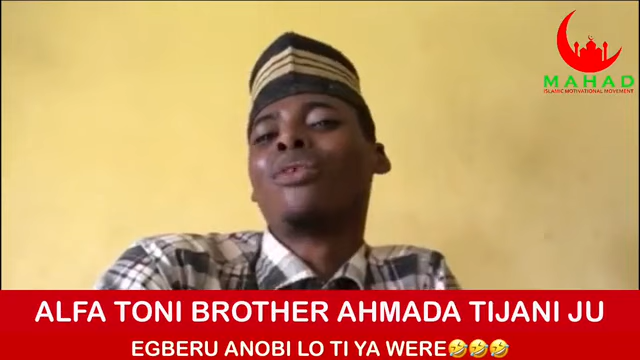 MAHAD
ISLAMIC MOTIVATIONAL MOVEMENT
ALFA TONI BROTHER AHMADA TIJANI JU
EGBERU ANOBI LO TI YA WERE🤣🤣🤣